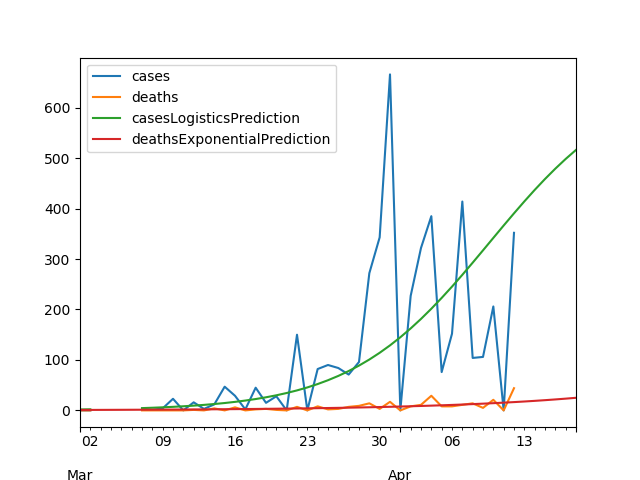 cases
deaths
casesLogisticsPrediction
deathsExponentialPrediction
600
500
400
300
200
100
0
02 09 16 23 30 06 13
Mar Apr